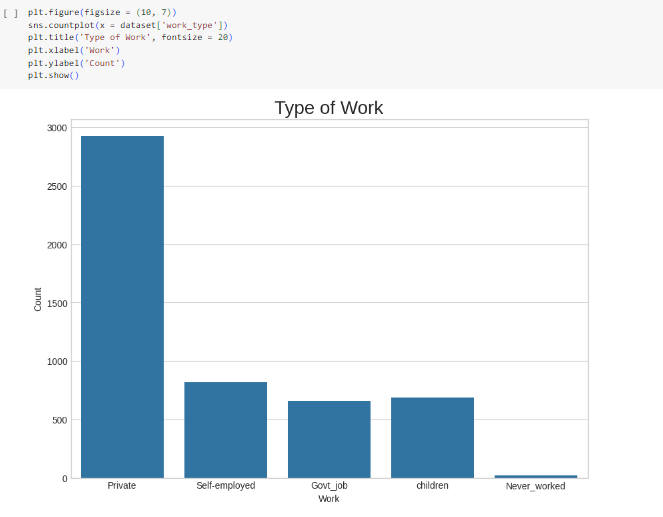 [ ] plt.figure(figsize = (10, 7))
sns.countplot(x = dataset['work_type'])
plt.title('Type of Work', fontsize = 20)
plt.xlabel('Work')
plt.ylabel('Count')
plt.show()
Type of Work
3000
2500
2000
1500
1000
500
0
Count
Private Self-employed Govt_job children Never_worked
Work